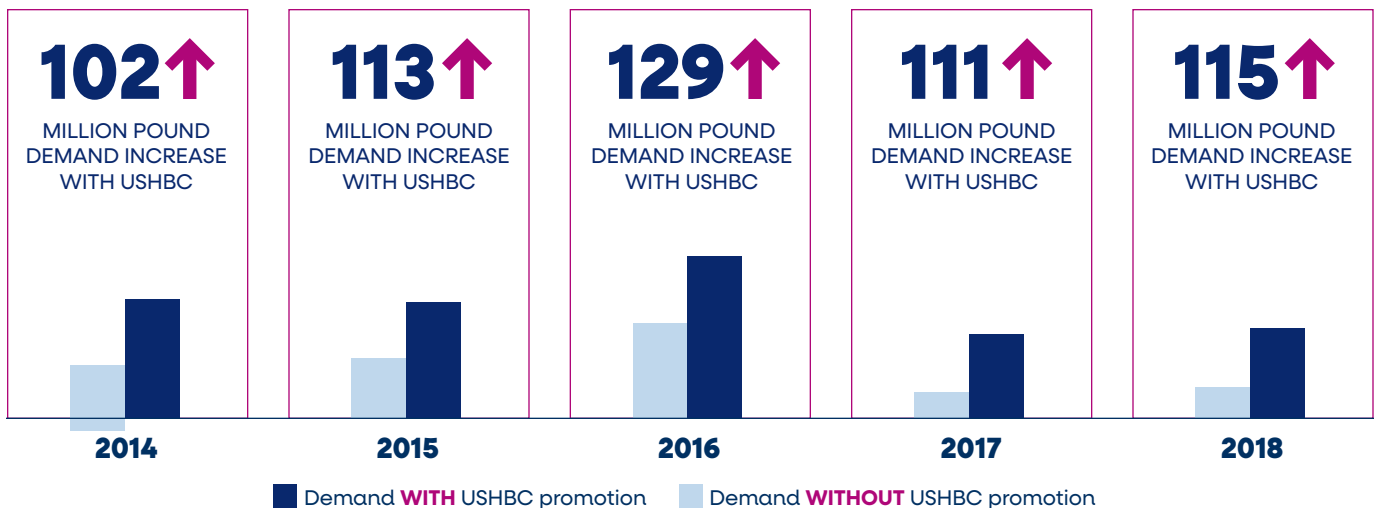 102
MILLION POUND
DEMAND INCREASE
WITH USHBC
113
MILLION POUND
DEMAND INCREASE
WITH USHBC
129
MILLION POUND
DEMAND INCREASE
WITH USHBC
111
MILLION POUND
DEMAND INCREASE
WITH USHBC
115
MILLION POUND
DEMAND INCREASE
WITH USHBC
2014
2015
2016
2017
2018
Demand WITH USHBC promotion
Demand WITHOUT USHBC promotion